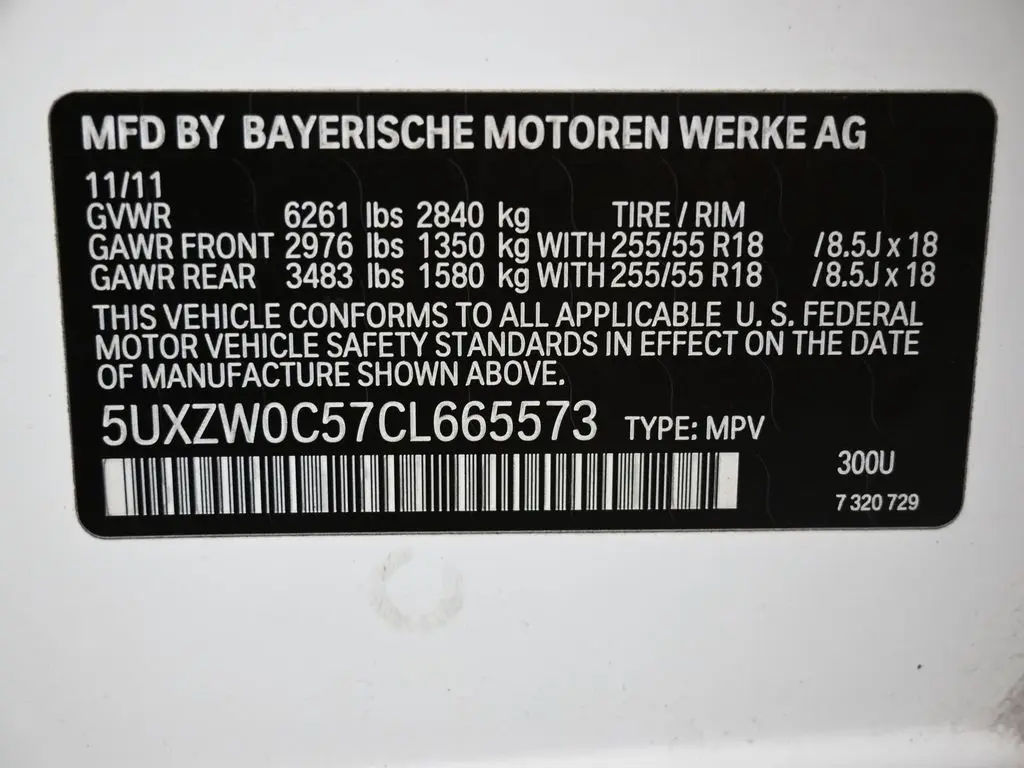 MFD BY BAYERISCHE MOTOREN WERKE AG
11/11
GVWR 6261 lbs 2840 kg TIRE / RIM
GAWR FRONT 2976 lbs 1350 kg WITH 255/55 R18 /8.5J x 18
GAWR REAR 3483 lbs 1580 kg WITH 255/55 R18 /8.5J x 18
THIS VEHICLE CONFORMS TO ALL APPLICABLE U. S. FEDERAL
MOTOR VEHICLE SAFETY STANDARDS IN EFFECT ON THE DATE
OF MANUFACTURE SHOWN ABOVE.
5UXZW0C57CL665573 TYPE: MPV
300U
7 320 729